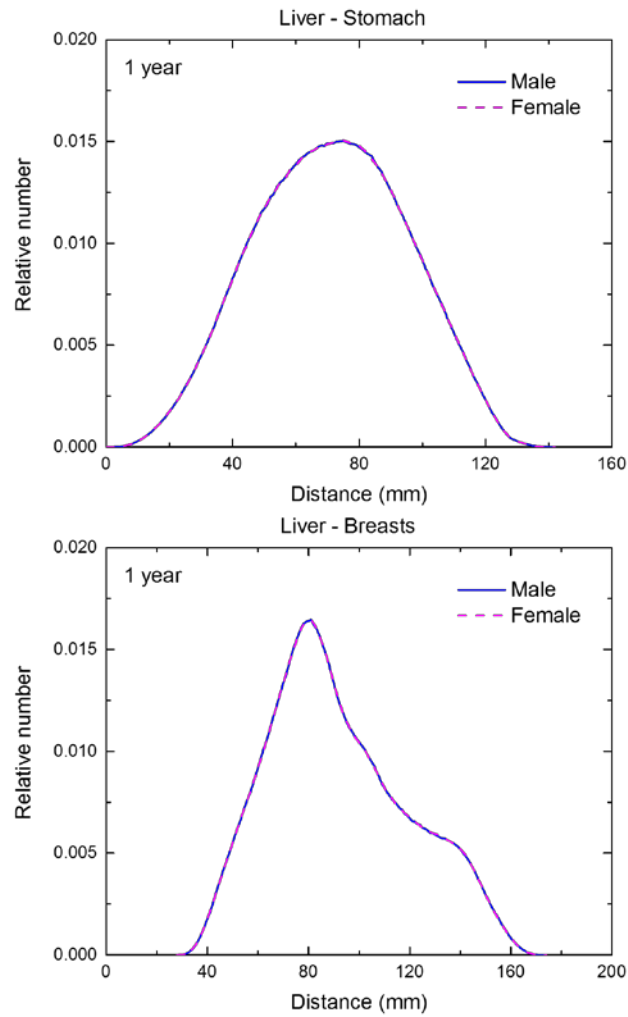 Liver - Stomach
1 year
Male
Female
Relative number
0.020
0.015
0.010
0.005
0.000
0 40 80 120 160
Distance (mm)
Liver - Breasts
1 year
Male
Female
Relative number
0.020
0.015
0.010
0.005
0.000
0 40 80 120 160 200
Distance (mm)